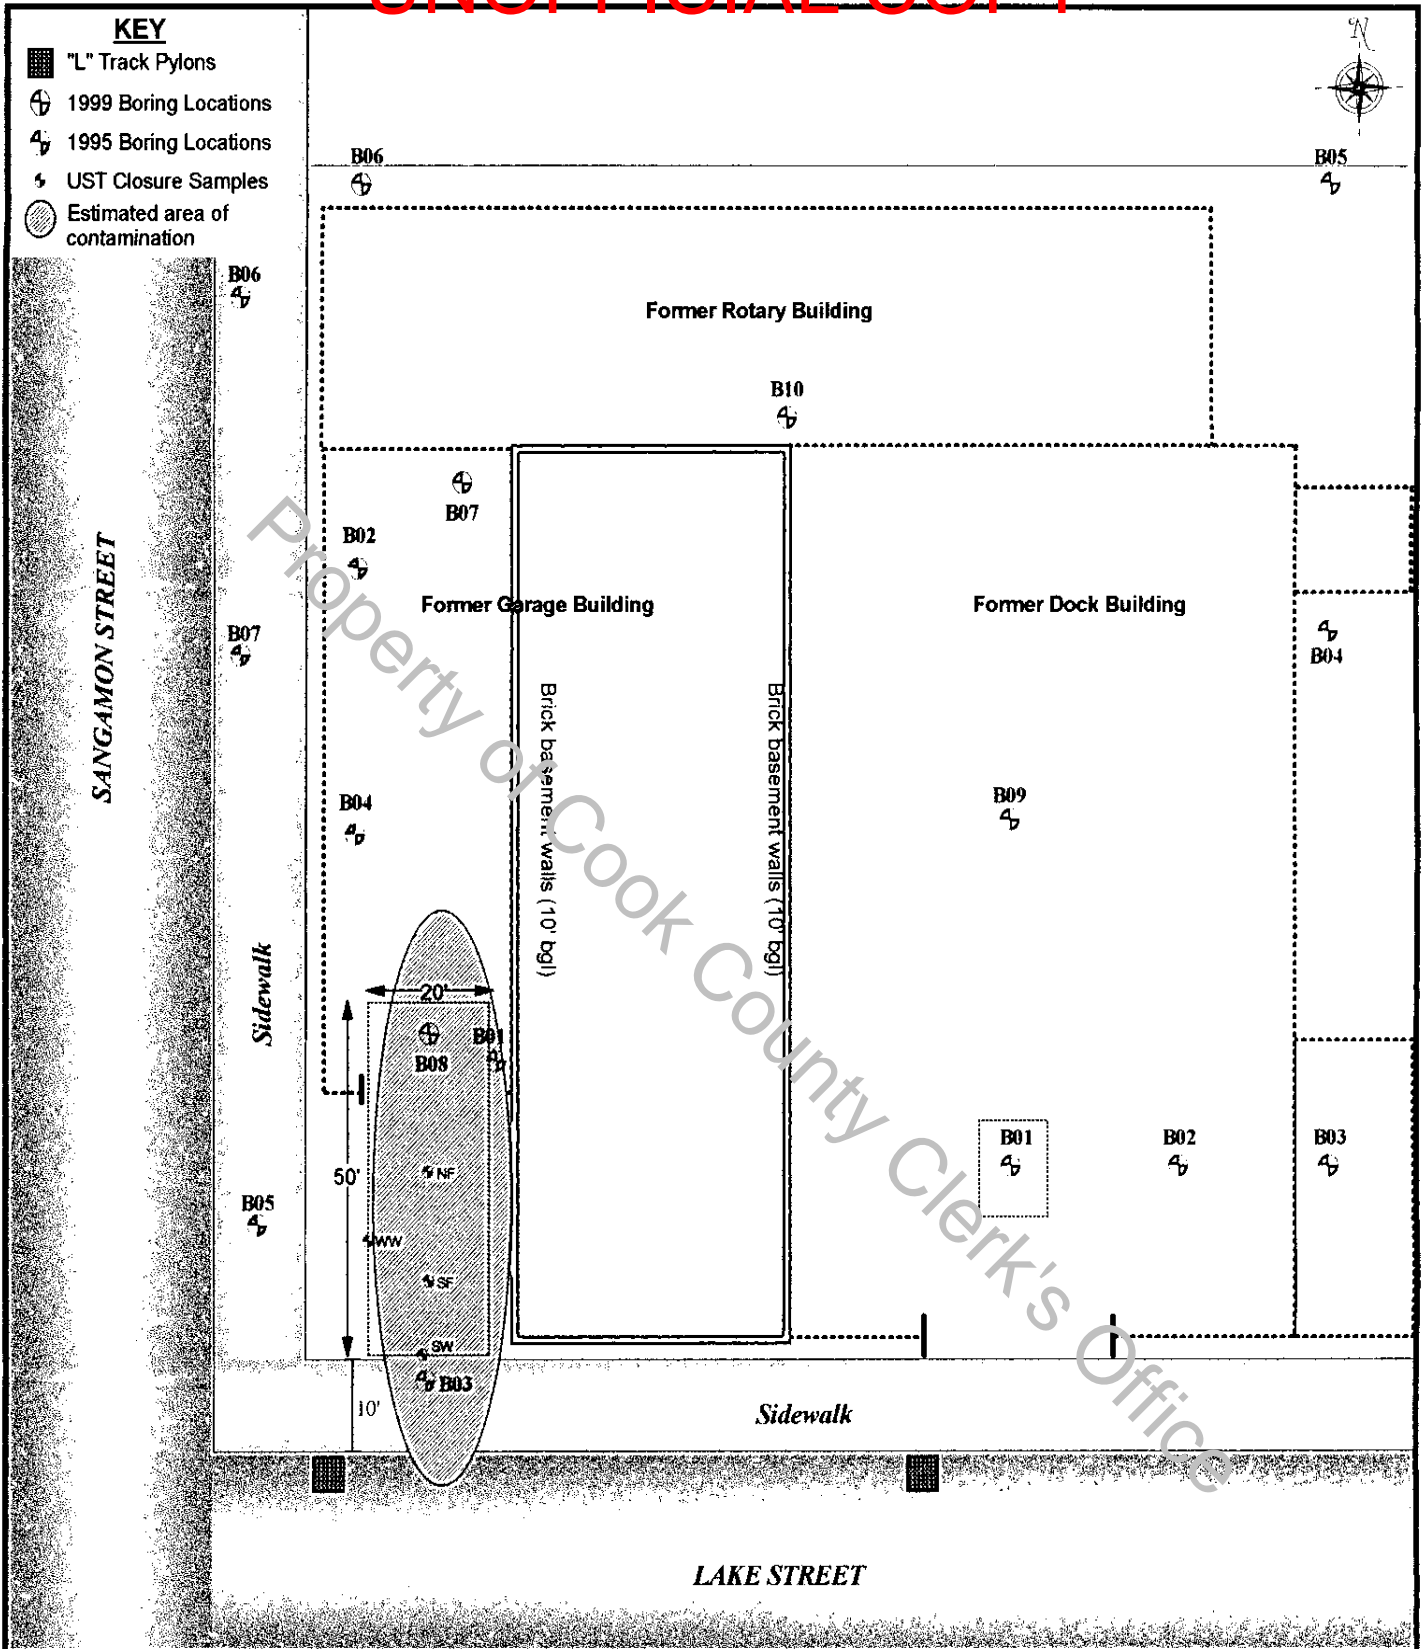 UNOFFICIAL COPY
KEY
"L" Track Pylons
1999 Boring Locations
1995 Boring Locations
UST Closure Samples
Estimated area of
contamination
N
B06
B05
B06
Former Rotary Building
B10
B07
B02
Former Garage Building
Former Dock Building
B07
B04
SANGAMON STREET
Brick basement walls (10' bgl)
Brick basement walls (10' bgl)
B04
B09
Sidewalk
20'
B01
B08
50'
NF
B01
B02
B03
B05
WW
SF
SW
B03
10'
Sidewalk
LAKE STREET
Property of Cook County Clerk's Office